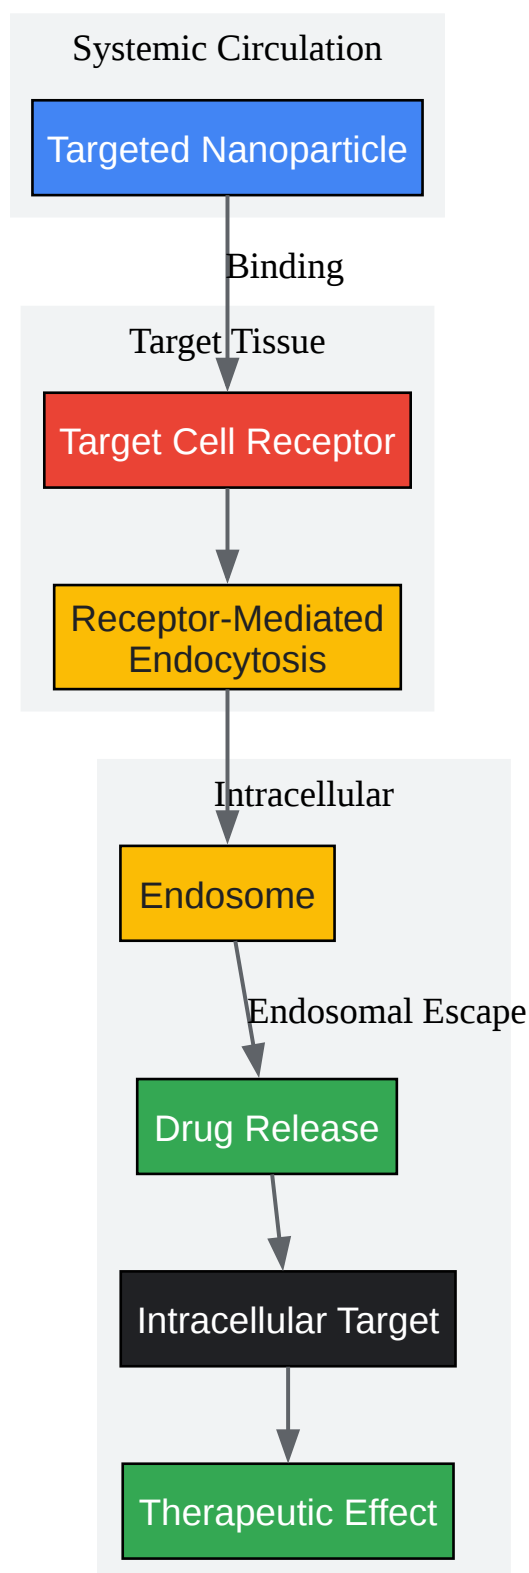 Systemic Circulation
Targeted Nanoparticle
Binding
Target Tissue
Target Cell Receptor
Receptor-Mediated
Endocytosis
Intracellular
Endosome
Endosomal Escape
Drug Release
Intracellular Target
Therapeutic Effect